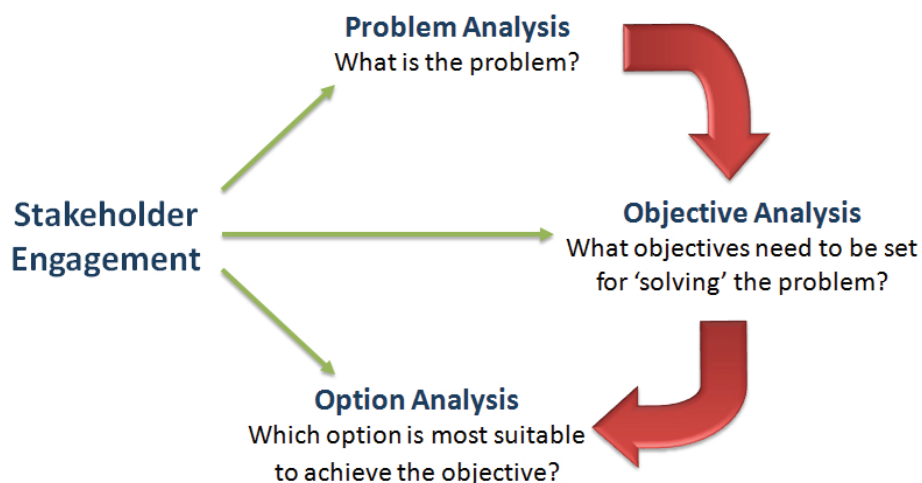 Problem Analysis
What is the problem?
Stakeholder
Engagement
Objective Analysis
What objectives need to be set
for ‘solving’ the problem?
Option Analysis
Which option is most suitable
to achieve the objective?